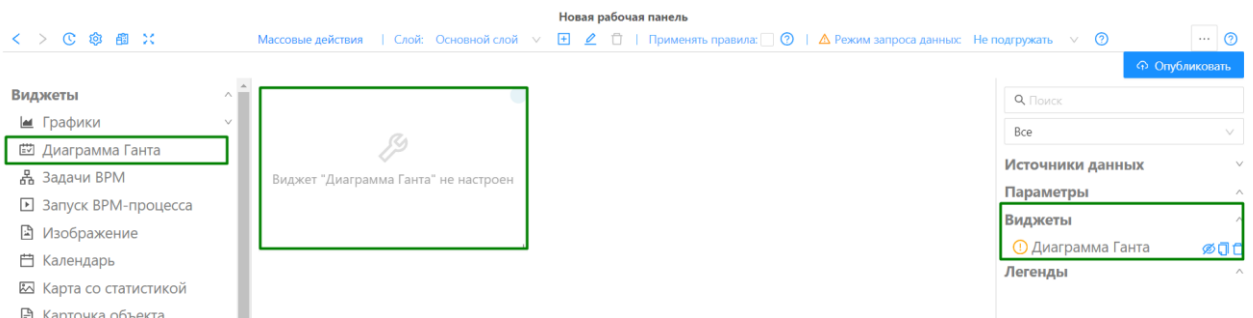 Новая рабочая панель
Массовые действия | Слой: Основной слой | Применять правила: | Режим запроса данных: Не подгружать ...
Опубликовать
Виджеты
Графики
Диаграмма Ганта
Задачи BPM
Запуск BPM-процесса
Изображение
Календарь
Карта со статистикой
Карточка объекта
Виджет "Диаграмма Ганта" не настроен
Поиск
Все
Источники данных
Параметры
Виджеты
Диаграмма Ганта
Легенды